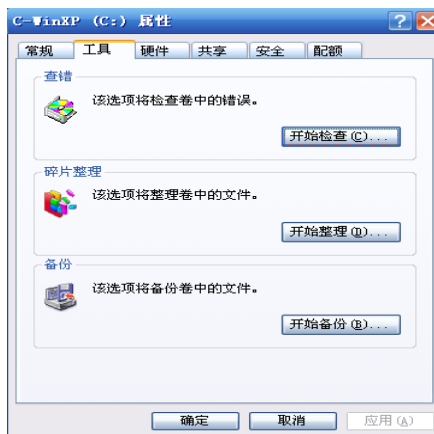 C-WinXP (C:) 属性
常规 工具 硬件 共享 安全 配额
查错
该选项将检查卷中的错误。
开始检查(C)...
碎片整理
该选项将整理卷中的文件。
开始整理(D)...
备份
该选项将备份卷中的文件。
开始备份(B)...
确定 取消 应用(A)